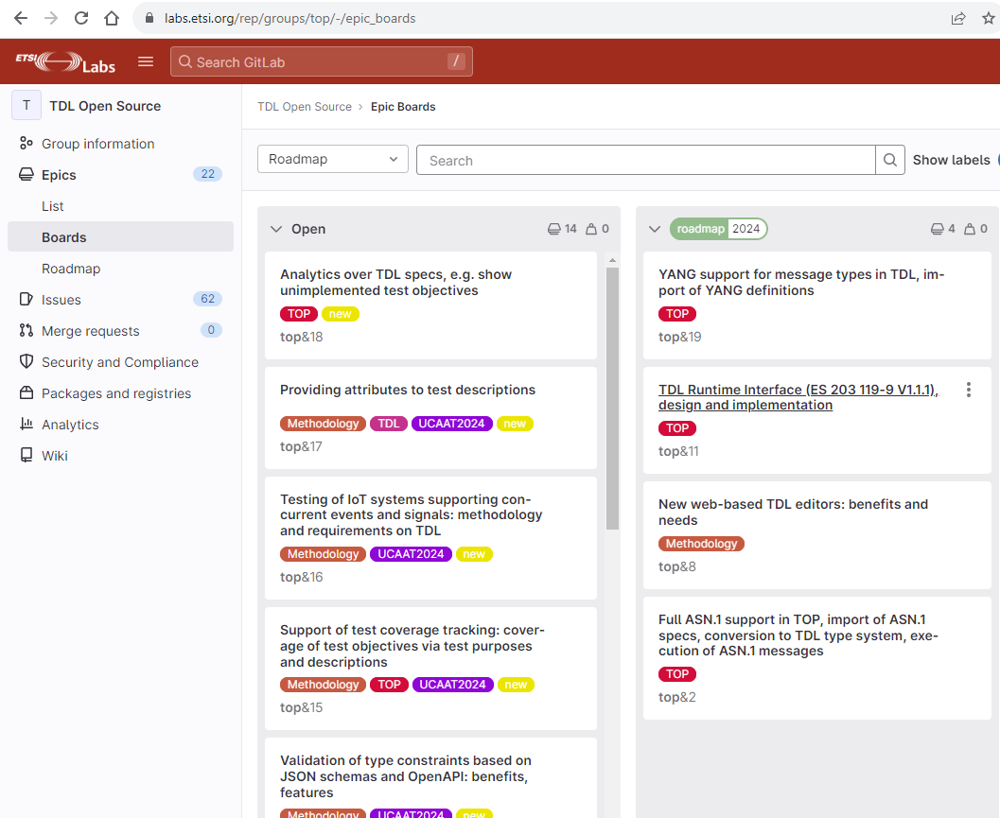 labs.etsi.org/rep/groups/top/-/epic_boards
ETSI Labs
Search GitLab
/
T
TDL Open Source
Group information
Epics
22
List
Boards
Roadmap
Issues
62
Merge requests
0
Security and Compliance
Packages and registries
Analytics
Wiki
TDL Open Source › Epic Boards
Roadmap
Search
Show labels
Open
14
0
Analytics over TDL specs, e.g. show
unimplemented test objectives
TOP new
top&18
Providing attributes to test descriptions
Methodology TDL UCAAT2024 new
top&17
Testing of IoT systems supporting con-
current events and signals: methodology
and requirements on TDL
Methodology UCAAT2024 new
top&16
Support of test coverage tracking: cover-
age of test objectives via test purposes
and descriptions
Methodology TOP UCAAT2024 new
top&15
Validation of type constraints based on
JSON schemas and OpenAPI: benefits,
features
Methodology UCAAT2024 new
roadmap 2024
4
0
YANG support for message types in TDL, im-
port of YANG definitions
TOP
top&19
TDL Runtime Interface (ES 203 119-9 V1.1.1),
design and implementation
TOP
top&11
New web-based TDL editors: benefits and
needs
Methodology
top&8
Full ASN.1 support in TOP, import of ASN.1
specs, conversion to TDL type system, exe-
cution of ASN.1 messages
TOP
top&2